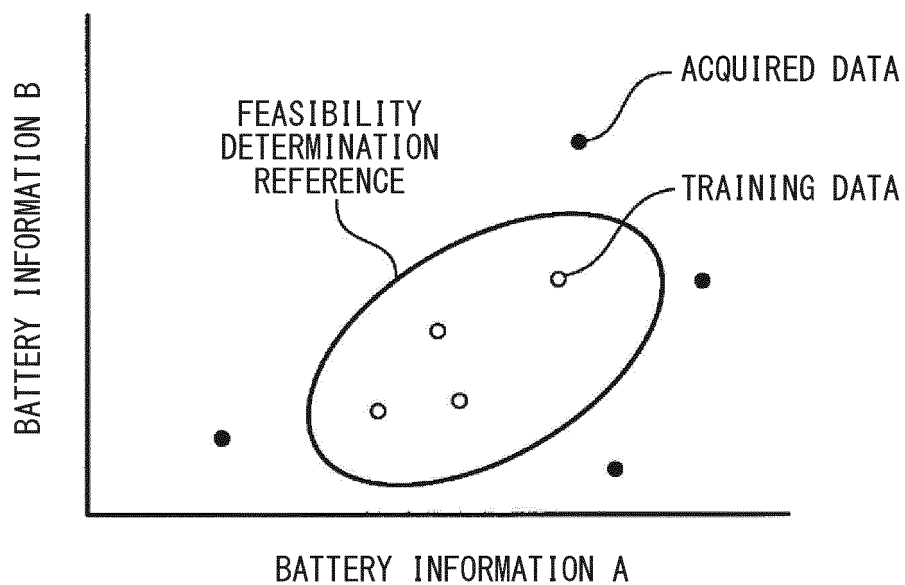 ACQUIRED DATA
FEASIBILITY
DETERMINATION
REFERENCE
TRAINING DATA
BATTERY INFORMATION B
BATTERY INFORMATION A